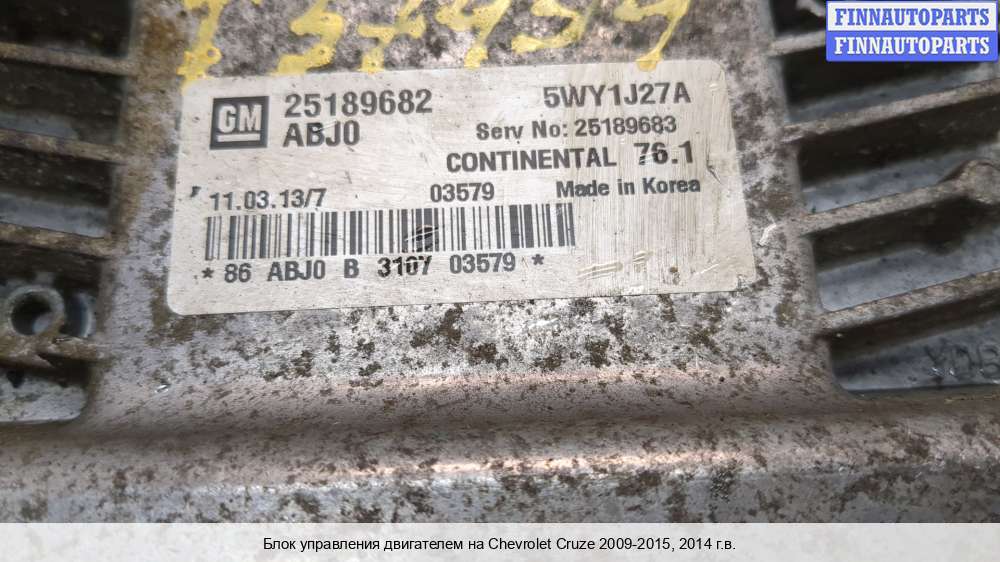 FINNAUTOPARTS
FINNAUTOPARTS
GM 25189682 5WY1J27A
ABJ0 Serv No: 25189683
CONTINENTAL 76.1
11.03.13/7 03579 Made in Korea
* 86 ABJ0 B 3107 03579 *
Блок управления двигателем на Chevrolet Cruze 2009-2015, 2014 г.в.